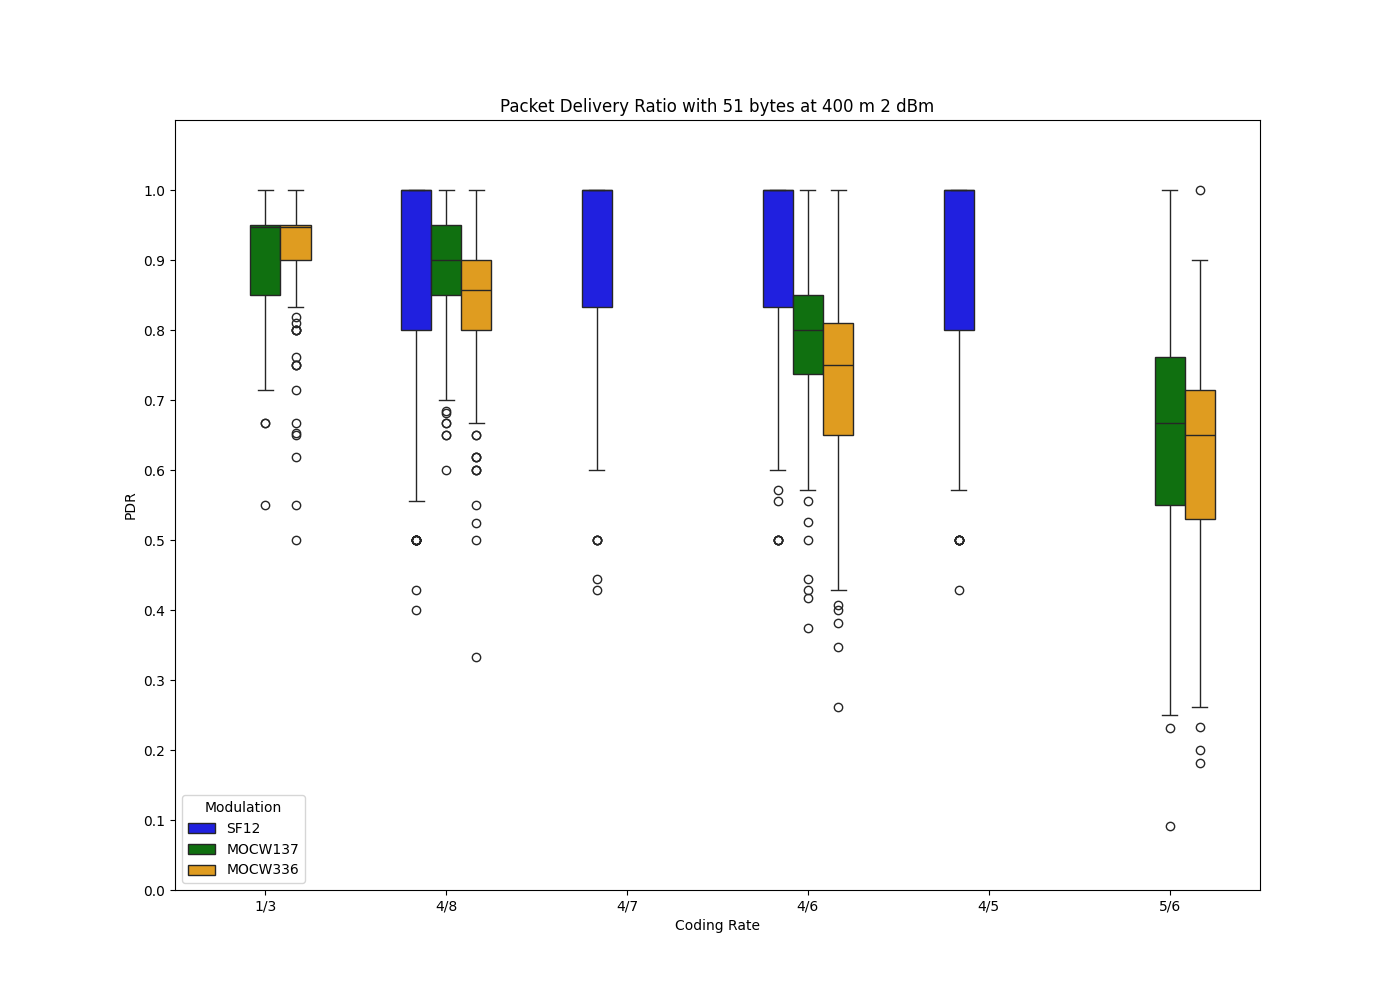 Packet Delivery Ratio with 51 bytes at 400 m 2 dBm
1.0
0.9
0.8
0.7
0.6
0.5
0.4
0.3
0.2
0.1
0.0
PDR
Modulation
SF12
MOCW137
MOCW336
1/3 4/8 4/7 4/6 4/5 5/6
Coding Rate